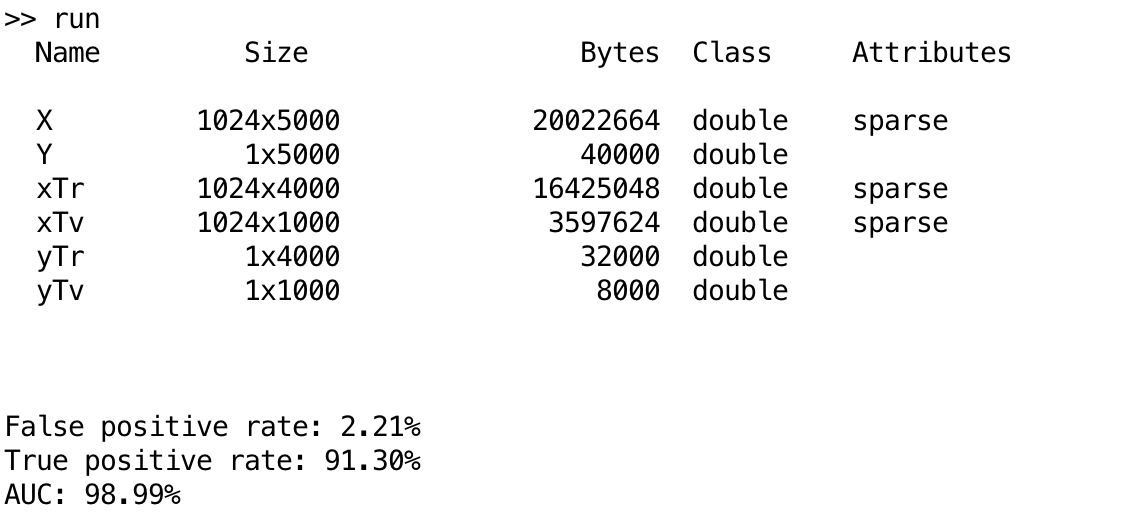 >> run
Name Size Bytes Class Attributes
X 1024x5000 20022664 double sparse
Y 1x5000 40000 double
xTr 1024x4000 16425048 double sparse
xTv 1024x1000 3597624 double sparse
yTr 1x4000 32000 double
yTv 1x1000 8000 double
False positive rate: 2.21%
True positive rate: 91.30%
AUC: 98.99%